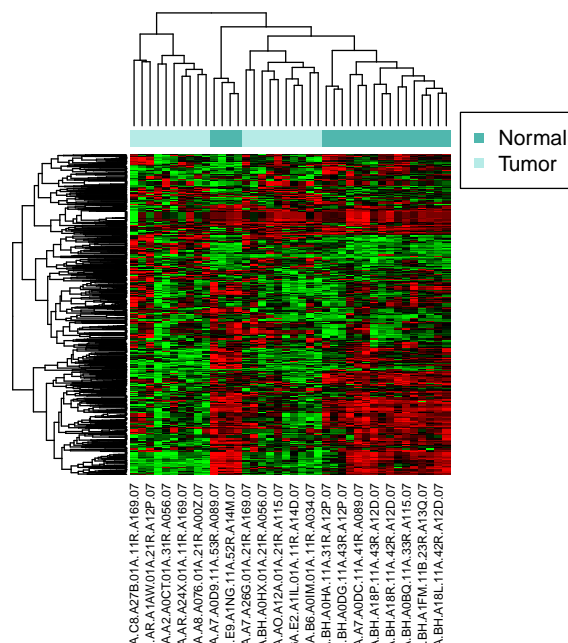 Normal
Tumor
A.C8.A27B.01A.11R.A169.07
.AR.A1AW.01A.21R.A12P.07
A.A2.A0CT.01A.31R.A056.07
.AR.A24X.01A.11R.A169.07
A.A8.A076.01A.21R.A00Z.07
A.A7.A0D9.11A.53R.A089.07
.E9.A1NG.11A.52R.A14M.07
A.A7.A26G.01A.21R.A169.07
.BH.A0HX.01A.21R.A056.07
.AO.A12A.01A.21R.A115.07
A.E2.A1IL.01A.11R.A14D.07
A.B6.A0IM.01A.11R.A034.07
.BH.A0HA.11A.31R.A12P.07
.BH.A0DG.11A.43R.A12P.07
A.A7.A0DC.11A.41R.A089.07
.BH.A18P.11A.43R.A12D.07
.BH.A18R.11A.42R.A12D.07
.BH.A0BQ.11A.33R.A115.07
.BH.A1FM.11B.23R.A13Q.07
.BH.A18L.11A.42R.A12D.07